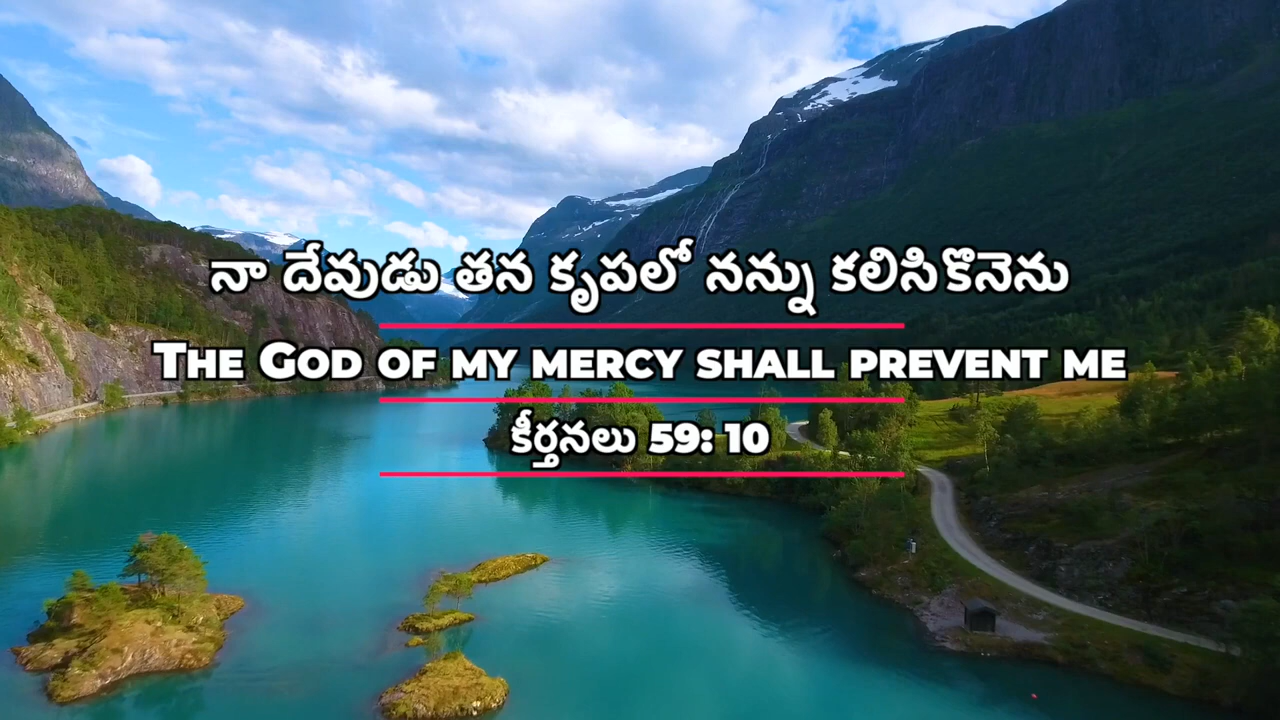 నా దేవుడు తన కృపలో నన్ను కలిసికొనెను
The God of my mercy shall prevent me
కీర్తనలు 59: 10